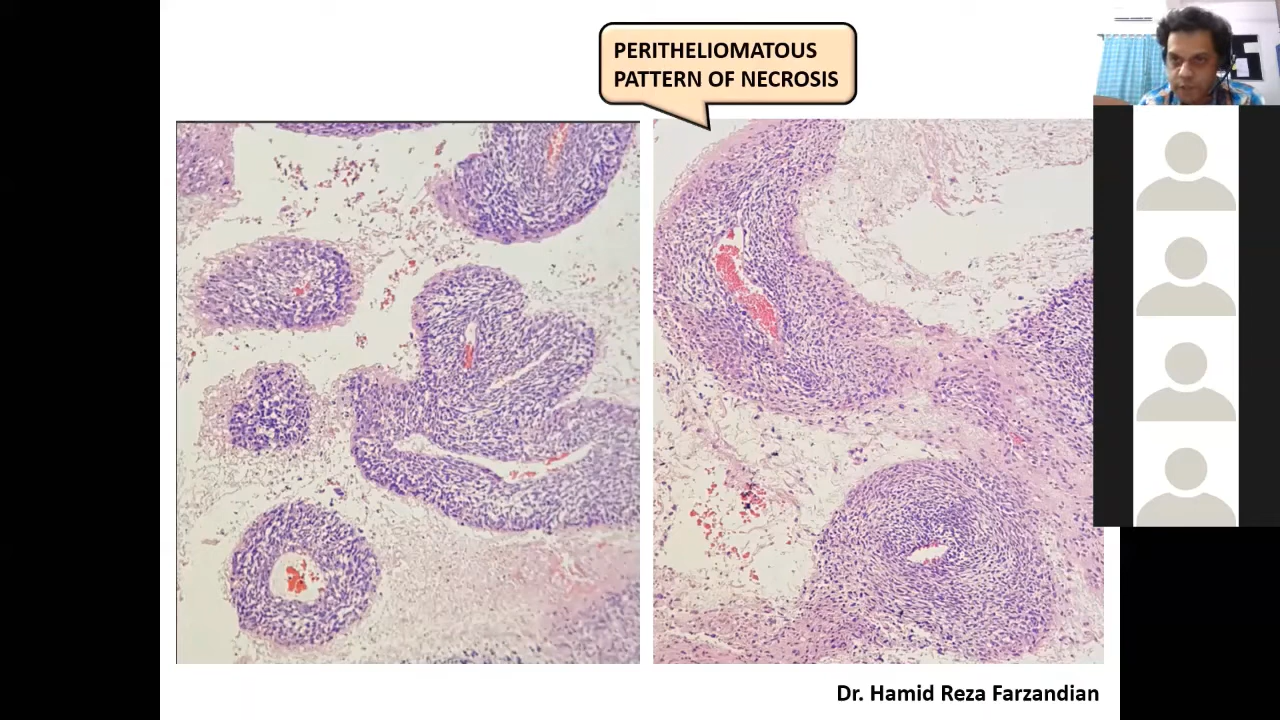 PERITHELIOMATOUS
PATTERN OF NECROSIS
Dr. Hamid Reza Farzandian